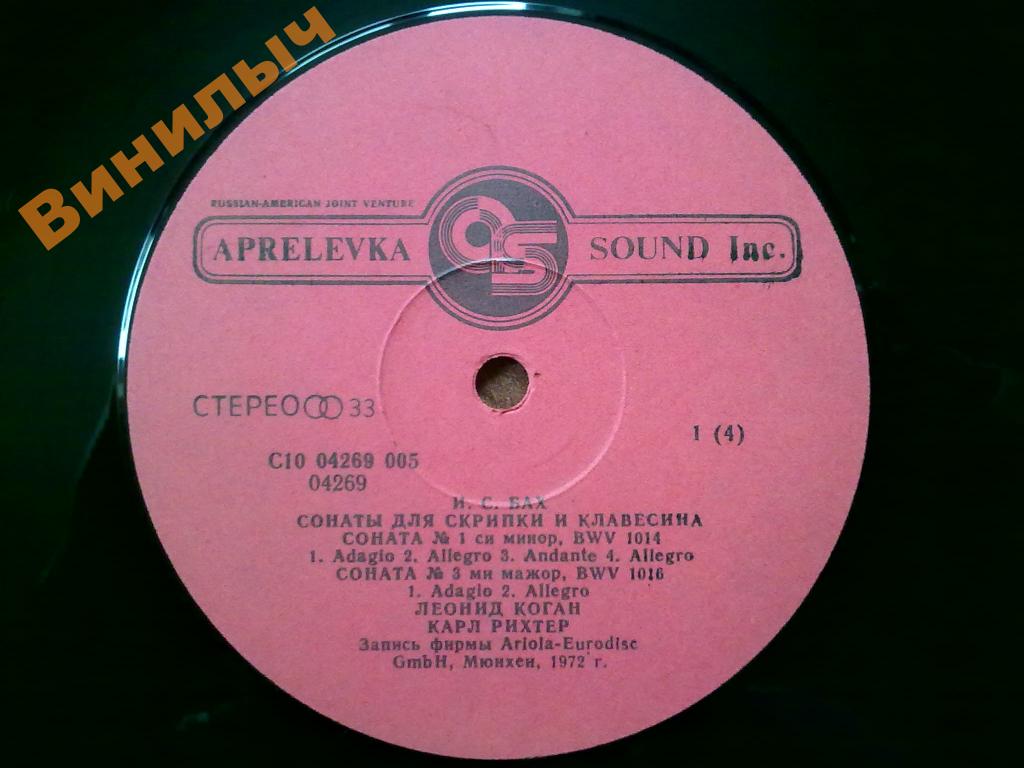 Винилыч
RUSSIAN-AMERICAN JOINT VENTURE
APRELEVKA SOUND Inc.
СТЕРЕО 33
1 (4)
С10 04269 005
04269
И. С. БАХ
СОНАТЫ ДЛЯ СКРИПКИ И КЛАВЕСИНА
СОНАТА № 1 си минор, BWV 1014
1. Adagio 2. Allegro 3. Andante 4. Allegro
СОНАТА № 3 ми мажор, BWV 1016
1. Adagio 2. Allegro
ЛЕОНИД КОГАН
КАРЛ РИХТЕР
Запись фирмы Ariola-Eurodisc
GmbH, Мюнхен, 1972 г.